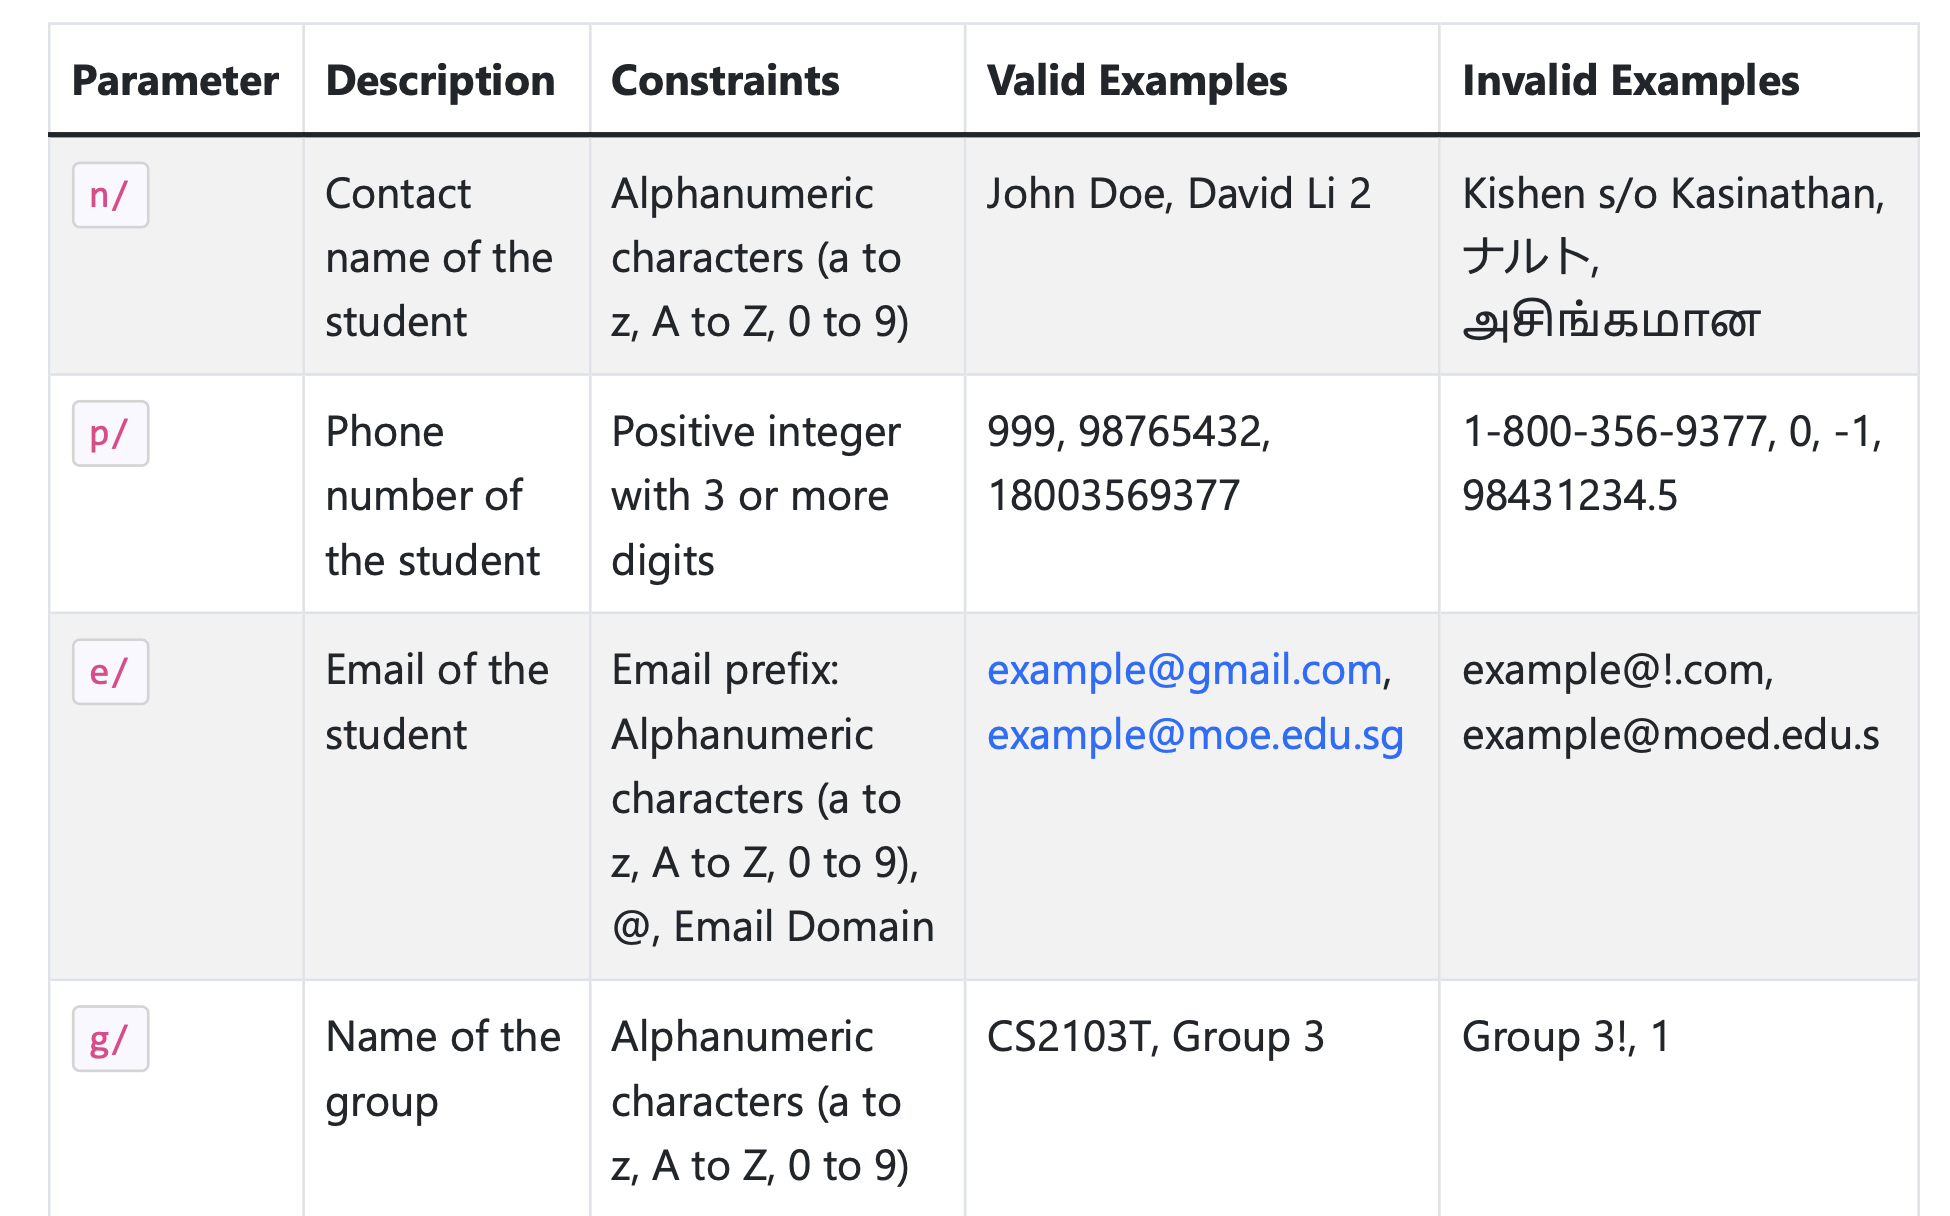 Parameter Description Constraints Valid Examples Invalid Examples
n/
Contact
name of the
student
Alphanumeric
characters (a to
z, A to Z, 0 to 9)
John Doe, David Li 2
Kishen s/o Kasinathan,
ナルト,
அசிங்கமான
p/
Phone
number of
the student
Positive integer
with 3 or more
digits
999, 98765432,
18003569377
1-800-356-9377, 0, -1,
98431234.5
e/
Email of the
student
Email prefix:
Alphanumeric
characters (a to
z, A to Z, 0 to 9),
@, Email Domain
example@gmail.com,
example@moe.edu.sg
example@!.com,
example@moed.edu.s
g/
Name of the
group
Alphanumeric
characters (a to
z, A to Z, 0 to 9)
CS2103T, Group 3
Group 3!, 1